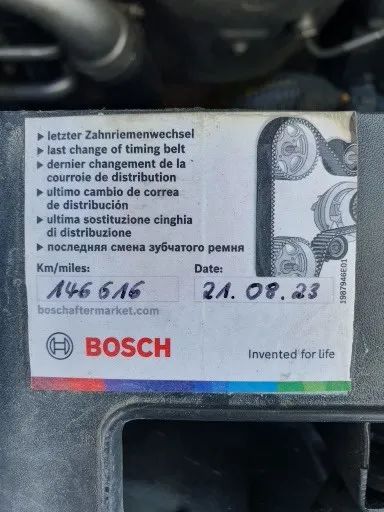 ▸ letzter Zahnriemenwechsel
▸ last change of timing belt
▸ dernier changement de la
courroie de distribution
▸ ultimo cambio de correa
de distribución
▸ ultima sostituzione cinghia
di distribuzione
▸ последняя смена зубчатого ремня
Km/miles: Date:
146 616 21. 08. 23
boschaftermarket.com
BOSCH
Invented for life
1987946E01